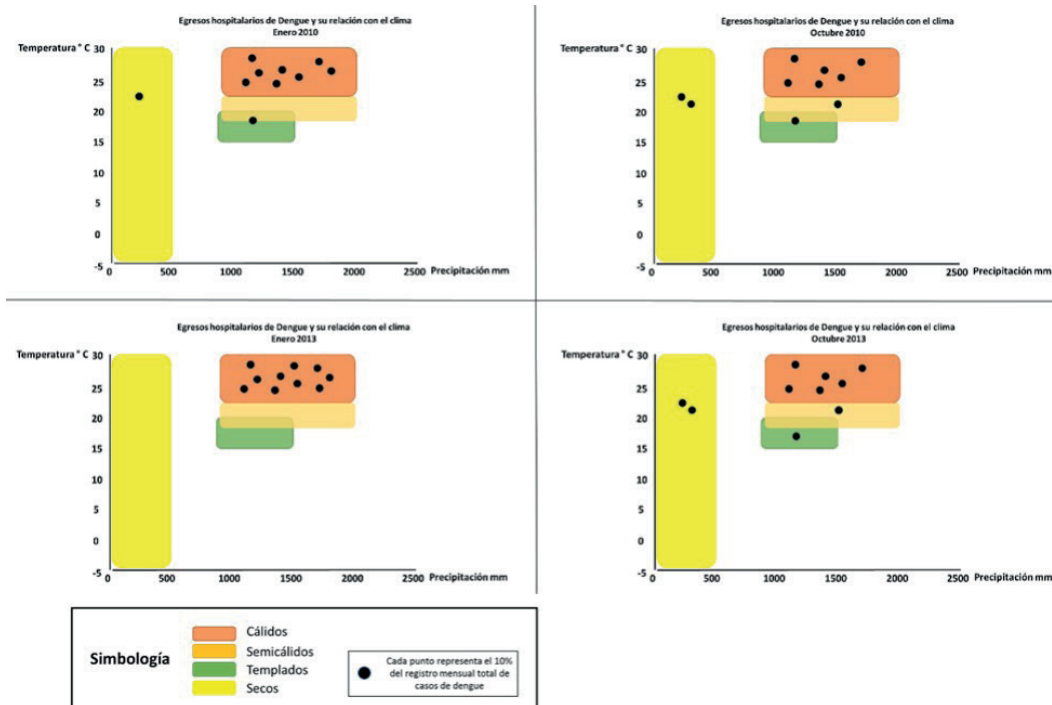 Egresos hospitalarios de Dengue y su relación con el clima
Enero 2010
Temperatura ° C
30
25
20
15
10
5
0
-5
0 500 1000 1500 2000 2500 Precipitación mm
Egresos hospitalarios de Dengue y su relación con el clima
Octubre 2010
Temperatura ° C
30
25
20
15
10
5
0
-5
0 500 1000 1500 2000 2500 Precipitación mm
Egresos hospitalarios de Dengue y su relación con el clima
Enero 2013
Temperatura ° C
30
25
20
15
10
5
0
-5
0 500 1000 1500 2000 2500 Precipitación mm
Egresos hospitalarios de Dengue y su relación con el clima
Octubre 2013
Temperatura ° C
30
25
20
15
10
5
0
-5
0 500 1000 1500 2000 2500 Precipitación mm
Simbología
Cálidos
Semicálidos
Templados
Secos
Cada punto representa el 10%
del registro mensual total de
casos de dengue